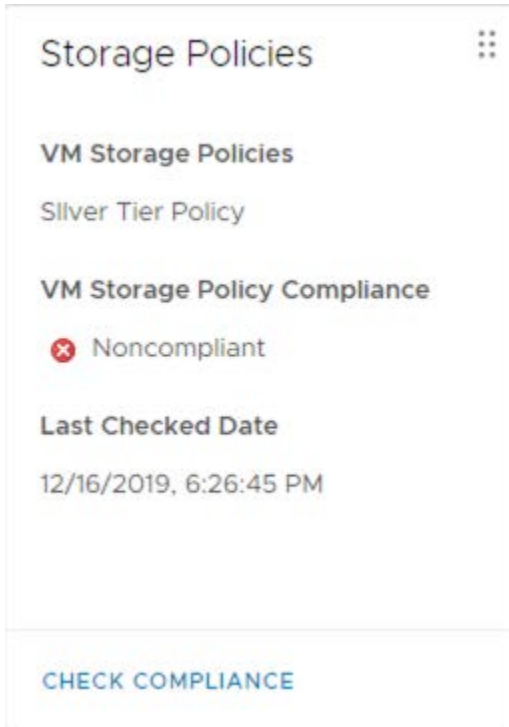 Storage Policies
VM Storage Policies
SIlver Tier Policy
VM Storage Policy Compliance
Noncompliant
Last Checked Date
12/16/2019, 6:26:45 PM
CHECK COMPLIANCE